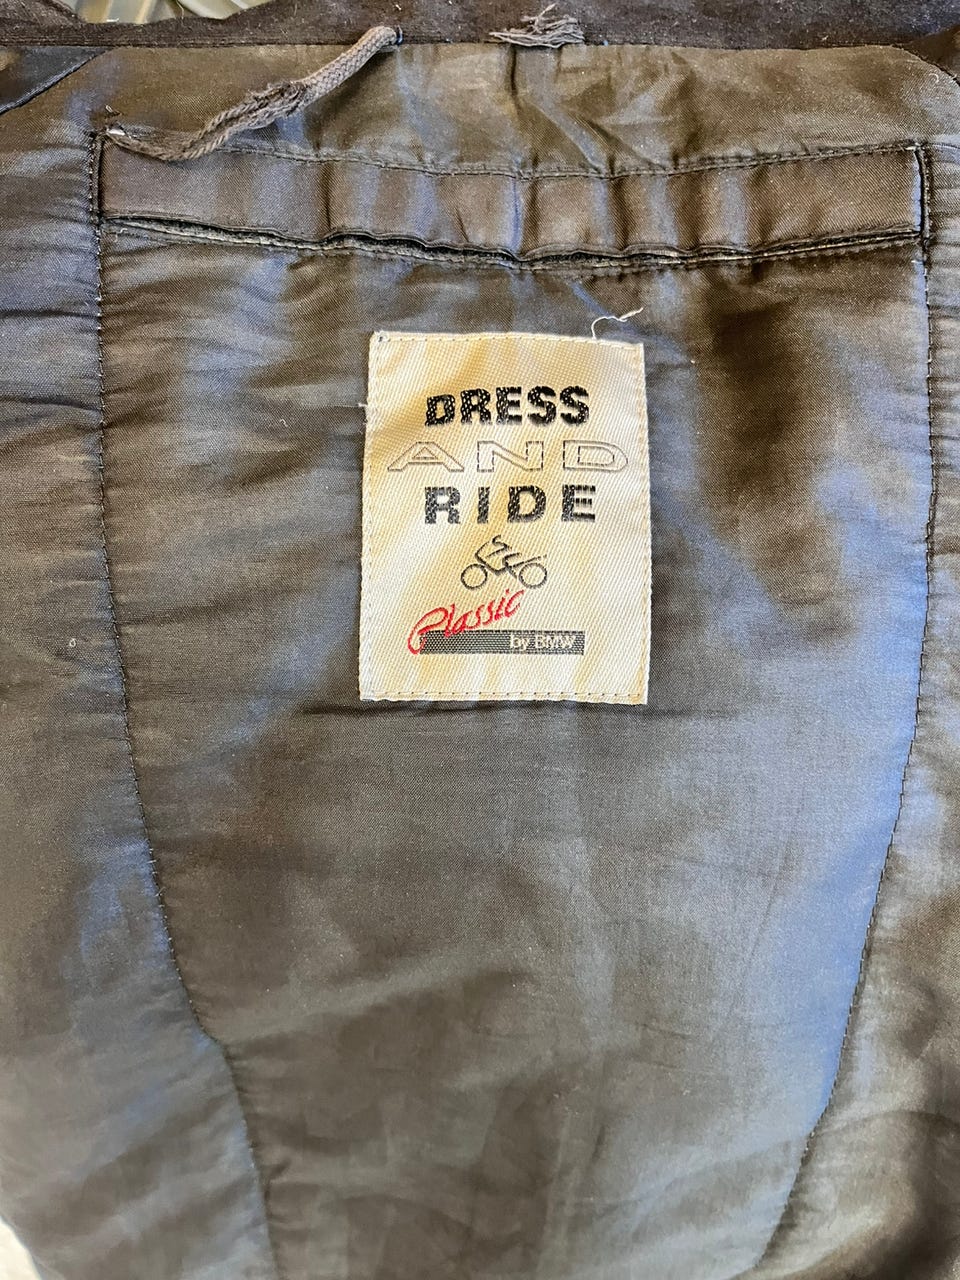 DRESS
AND
RIDE
Classic
by BMW